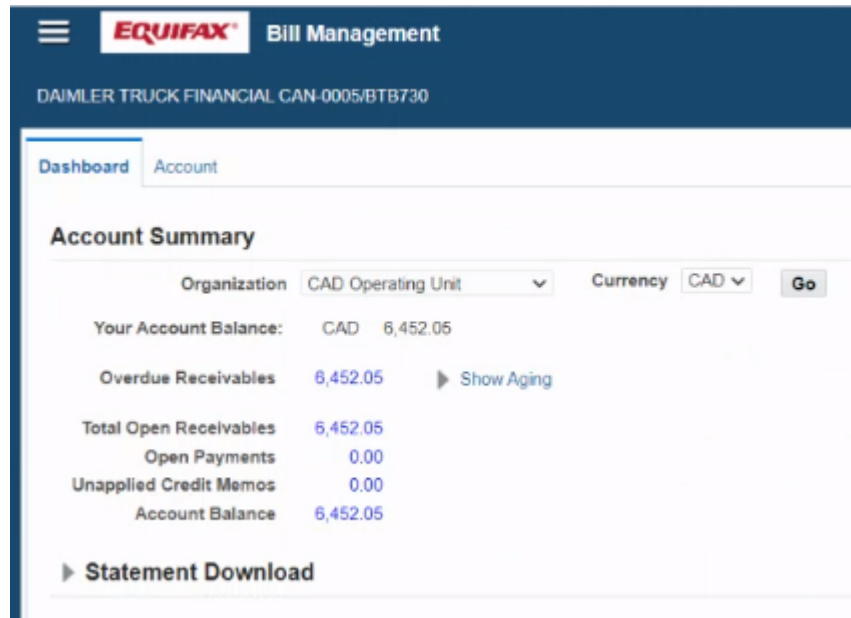 EQUIFAX® Bill Management
DAIMLER TRUCK FINANCIAL CAN-0005/BTB730
Dashboard Account
Account Summary
Organization CAD Operating Unit Currency CAD Go
Your Account Balance: CAD 6,452.05
Overdue Receivables 6,452.05 Show Aging
Total Open Receivables 6,452.05
Open Payments 0.00
Unapplied Credit Memos 0.00
Account Balance 6,452.05
Statement Download